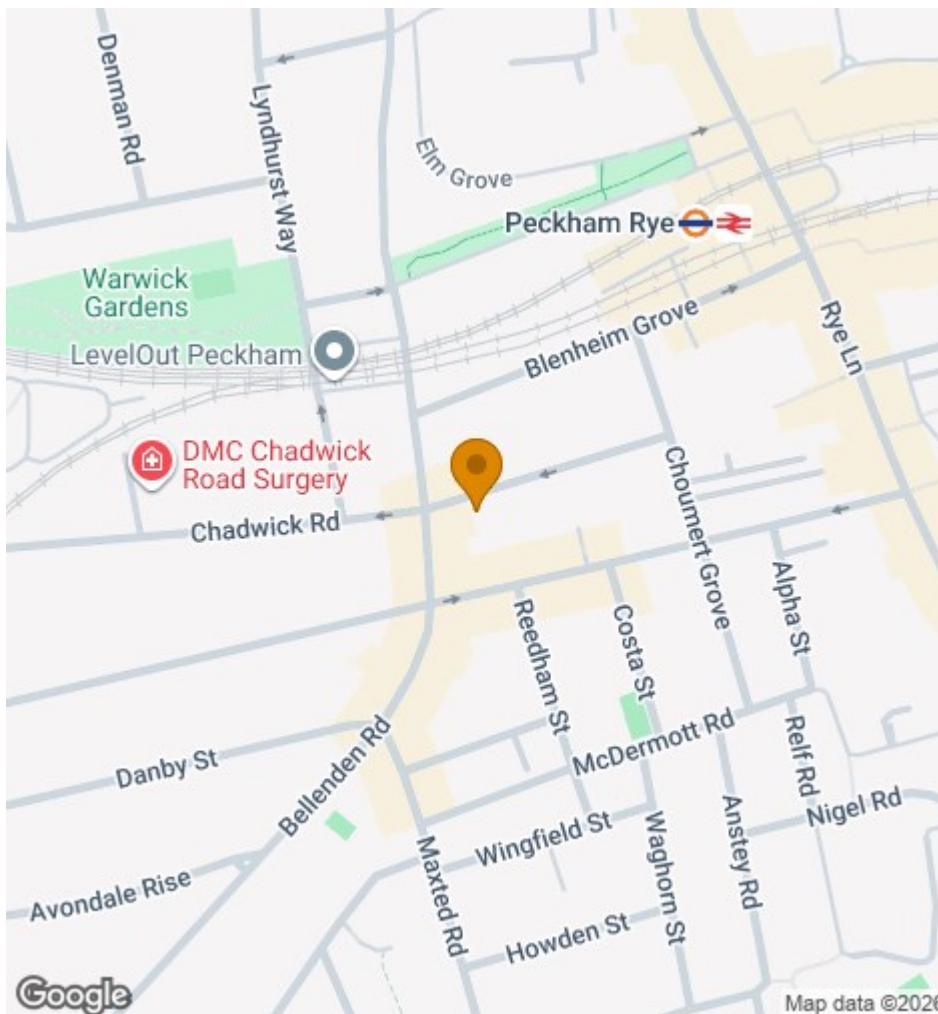 Denman Rd
Lyndhurst Way
Elm Grove
Peckham Rye
Warwick
Gardens
LevelOut Peckham
Blenheim Grove
Rye Ln
DMC Chadwick
Road Surgery
Chadwick Rd
Choumert Grove
Alpha St
Reedham St
Costa St
McDermott Rd
Relf Rd
Danby St
Bellenden Rd
Nigel Rd
Wingfield St
Anstey Rd
Waghorn St
Avondale Rise
Maxted Rd
Howden St
Google
Map data ©2026